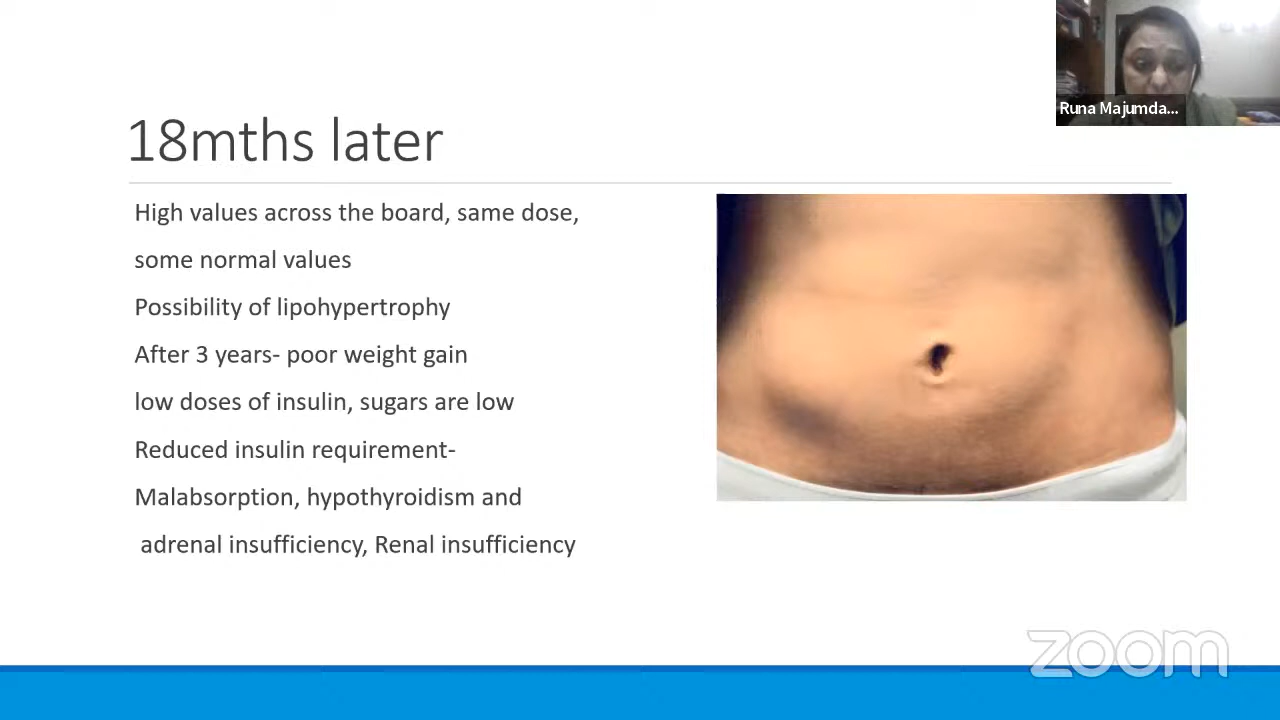 Runa Majumda...
18mths later
High values across the board, same dose,
some normal values
Possibility of lipohypertrophy
After 3 years- poor weight gain
low doses of insulin, sugars are low
Reduced insulin requirement-
Malabsorption, hypothyroidism and
adrenal insufficiency, Renal insufficiency
zoom